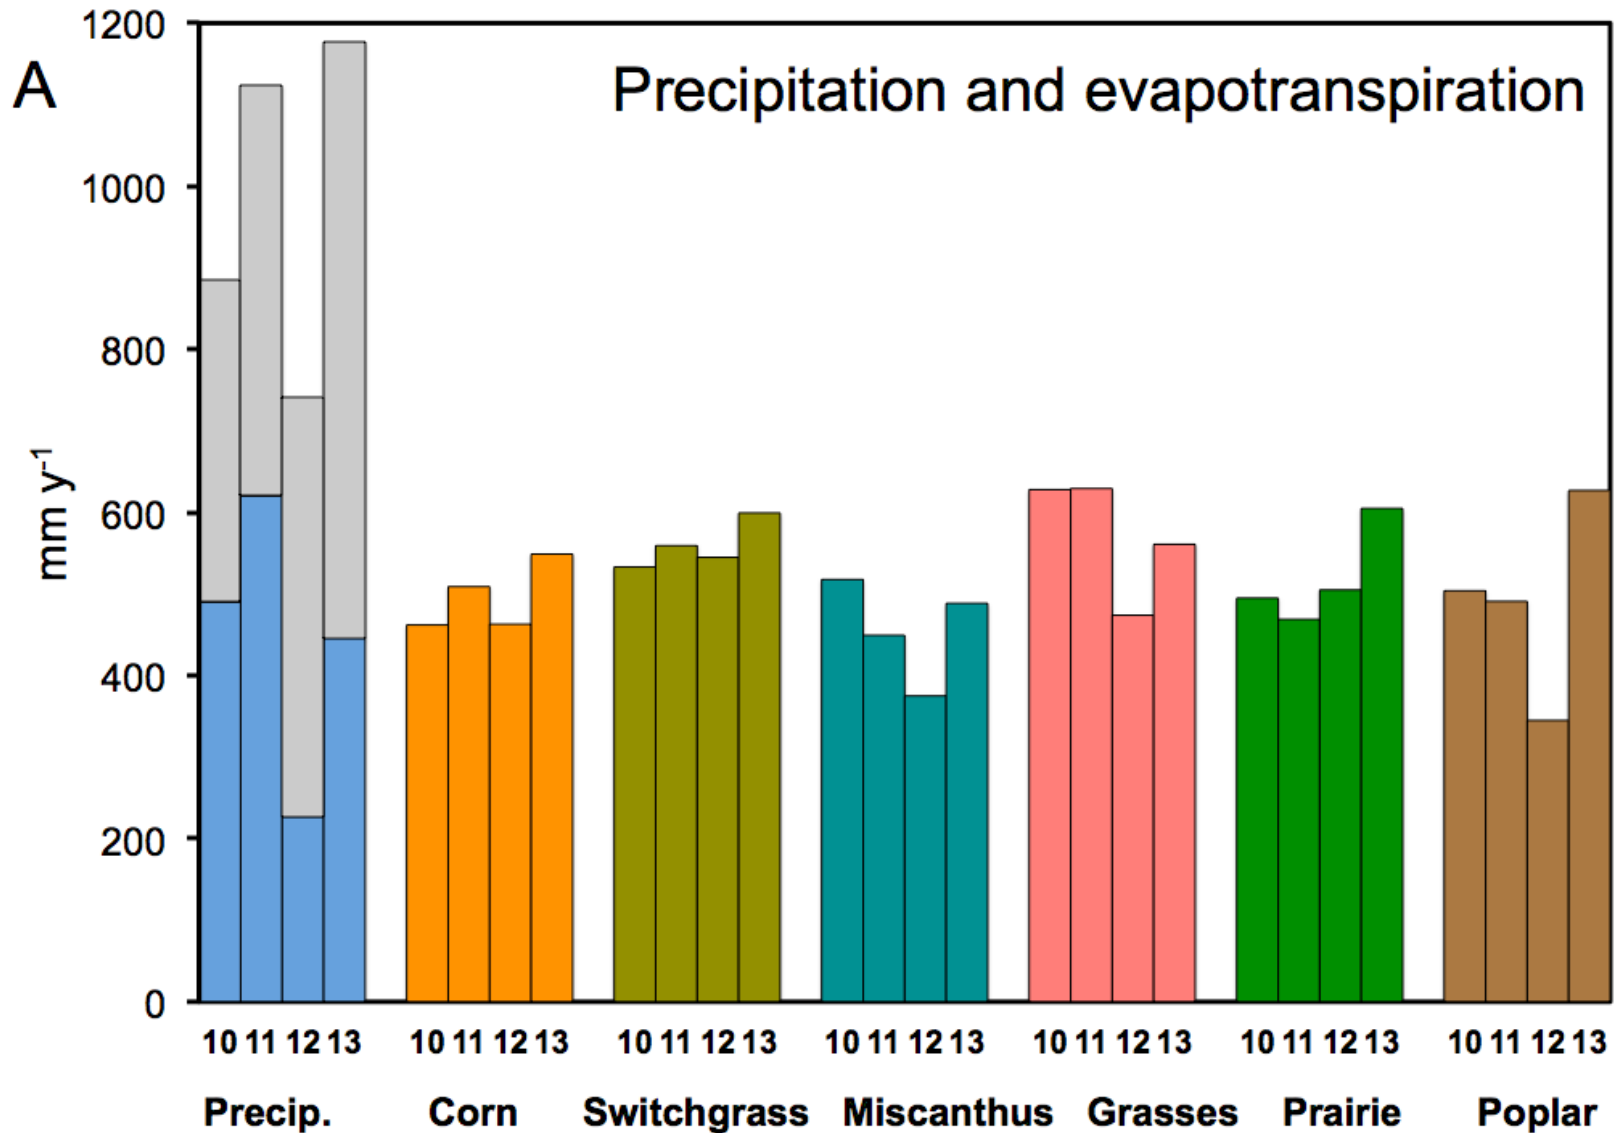 A
Precipitation and evapotranspiration
mm y⁻¹
1200
1000
800
600
400
200
0
10 11 12 13 10 11 12 13 10 11 12 13 10 11 12 13 10 11 12 13 10 11 12 13 10 11 12 13
Precip. Corn Switchgrass Miscanthus Grasses Prairie Poplar